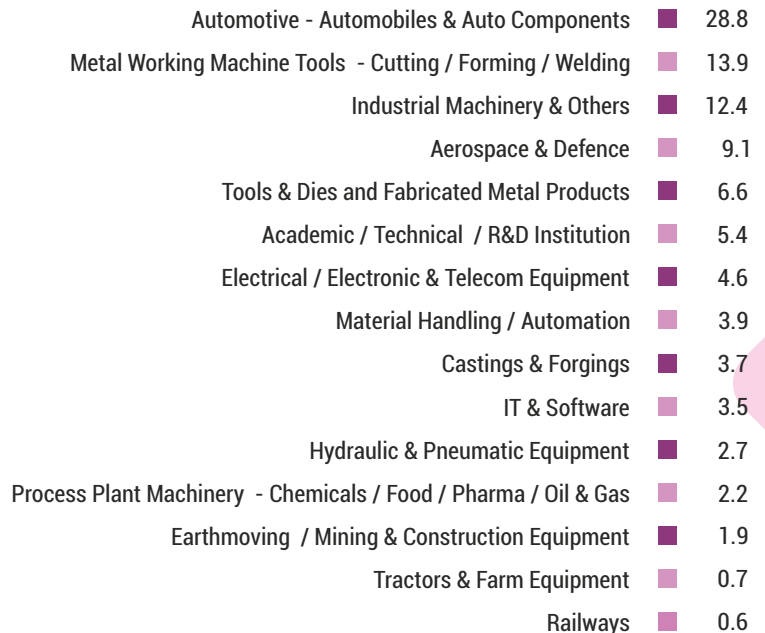 Automotive - Automobiles & Auto Components 28.8
Metal Working Machine Tools - Cutting / Forming / Welding 13.9
Industrial Machinery & Others 12.4
Aerospace & Defence 9.1
Tools & Dies and Fabricated Metal Products 6.6
Academic / Technical / R&D Institution 5.4
Electrical / Electronic & Telecom Equipment 4.6
Material Handling / Automation 3.9
Castings & Forgings 3.7
IT & Software 3.5
Hydraulic & Pneumatic Equipment 2.7
Process Plant Machinery - Chemicals / Food / Pharma / Oil & Gas 2.2
Earthmoving / Mining & Construction Equipment 1.9
Tractors & Farm Equipment 0.7
Railways 0.6